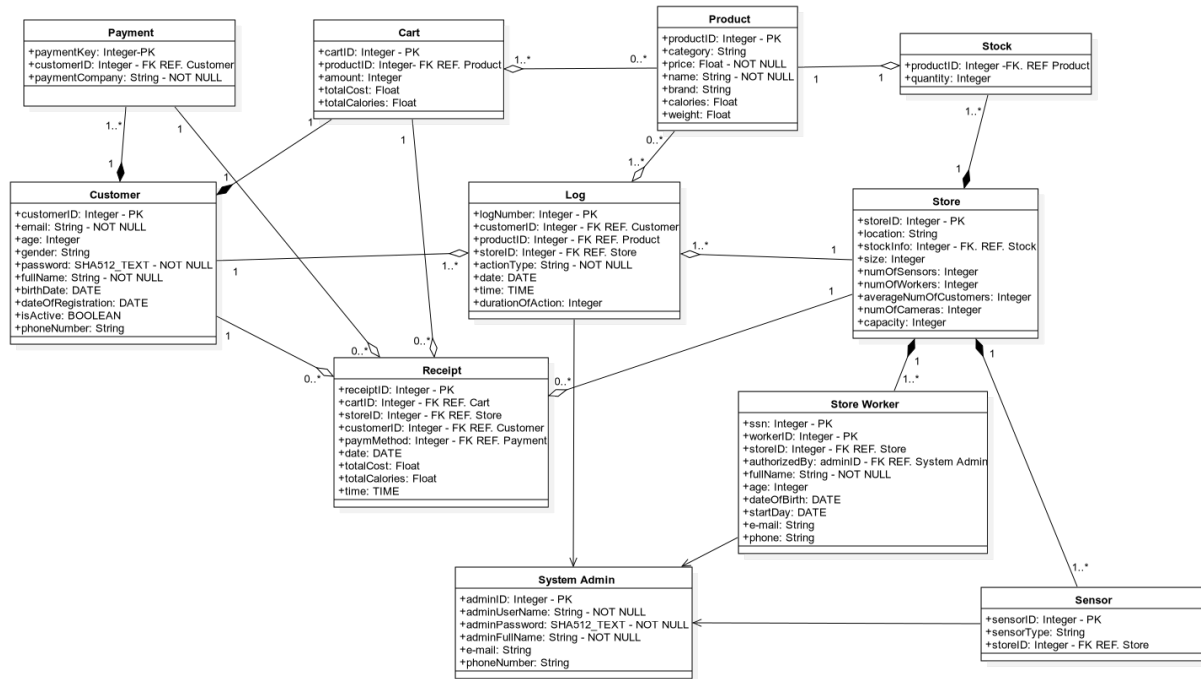 Payment
+paymentKey: Integer-PK
+customerID: Integer - FK REF. Customer
+paymentCompany: String - NOT NULL
Cart
+cartID: Integer - PK
+productID: Integer- FK REF. Product
+amount: Integer
+totalCost: Float
+totalCalories: Float
Product
+productID: Integer - PK
+category: String
+price: Float - NOT NULL
+name: String - NOT NULL
+brand: String
+calories: Float
+weight: Float
Stock
+productID: Integer -FK. REF Product
+quantity: Integer
1..*
0..*
1
1
1..*
1
1
1
0..*
1..*
1
1
1
1
Customer
+customerID: Integer - PK
+email: String - NOT NULL
+age: Integer
+gender: String
+password: SHA512_TEXT - NOT NULL
+fullName: String - NOT NULL
+birthDate: DATE
+dateOfRegistration: DATE
+isActive: BOOLEAN
+phoneNumber: String
Log
+logNumber: Integer - PK
+customerID: Integer - FK REF. Customer
+productID: Integer - FK REF. Product
+storeID: Integer - FK REF. Store
+actionType: String - NOT NULL
+date: DATE
+time: TIME
+durationOfAction: Integer
Store
+storeID: Integer - PK
+location: String
+stockInfo: Integer - FK. REF. Stock
+size: Integer
+numOfSensors: Integer
+numOfWorkers: Integer
+averageNumOfCustomers: Integer
+numOfCameras: Integer
+capacity: Integer
1..*
1
1
1..*
1
1
0..*
0..*
0..*
0..*
1
1
1..*
Receipt
+receiptID: Integer - PK
+cartID: Integer - FK REF. Cart
+storeID: Integer - FK REF. Store
+customerID: Integer - FK REF. Customer
+paymMethod: Integer - FK REF. Payment
+date: DATE
+totalCost: Float
+totalCalories: Float
+time: TIME
Store Worker
+ssn: Integer - PK
+workerID: Integer - PK
+storeID: Integer - FK REF. Store
+authorizedBy: adminID - FK REF. System Admin
+fullName: String - NOT NULL
+age: Integer
+dateOfBirth: DATE
+startDay: DATE
+e-mail: String
+phone: String
1..*
System Admin
+adminID: Integer - PK
+adminUserName: String - NOT NULL
+adminPassword: SHA512_TEXT - NOT NULL
+adminFullName: String - NOT NULL
+e-mail: String
+phoneNumber: String
Sensor
+sensorID: Integer - PK
+sensorType: String
+storeID: Integer - FK REF. Store